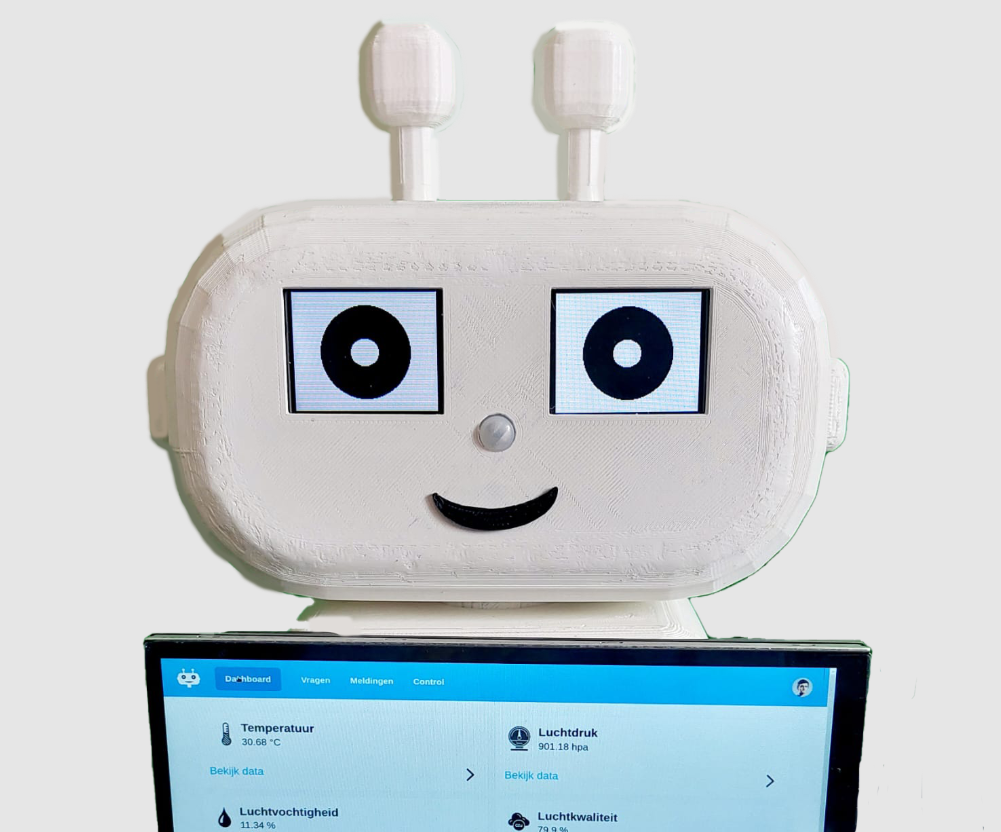 Dashboard Vragen Meldingen Control
Temperatuur
30.68 °C
Bekijk data
Luchtdruk
901.18 hpa
Bekijk data
Luchtvochtigheid
11.34 %
Luchtkwaliteit
79.9 %